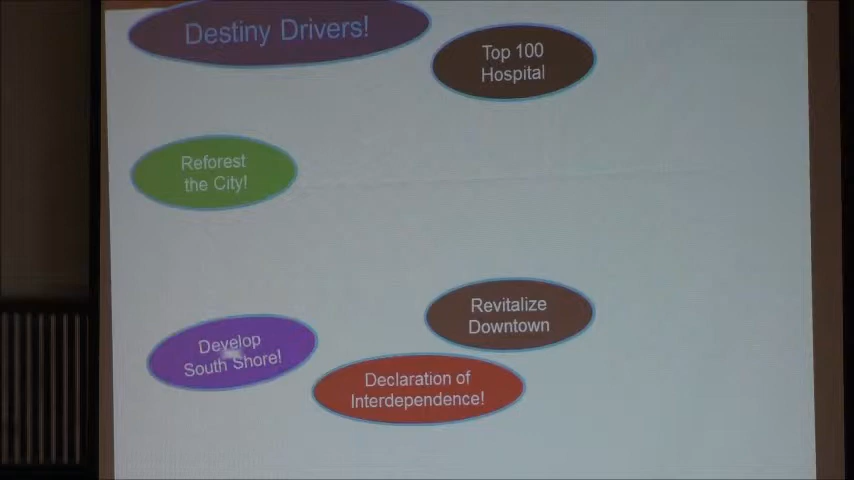 Destiny Drivers!
Top 100
Hospital
Reforest
the City!
Revitalize
Downtown
Develop
South Shore!
Declaration of
Interdependence!